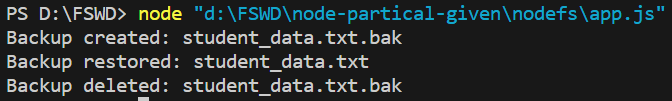 PS D:\FSWD> node "d:\FSWD\node-partical-given\nodefs\app.js"
Backup created: student_data.txt.bak
Backup restored: student_data.txt
Backup deleted: student_data.txt.bak